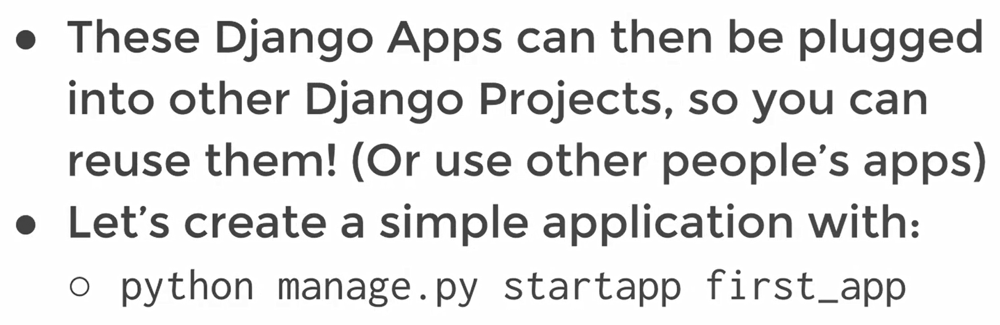 ● These Django Apps can then be plugged
into other Django Projects, so you can
reuse them! (Or use other people’s apps)
● Let’s create a simple application with:
○ python manage.py startapp first_app